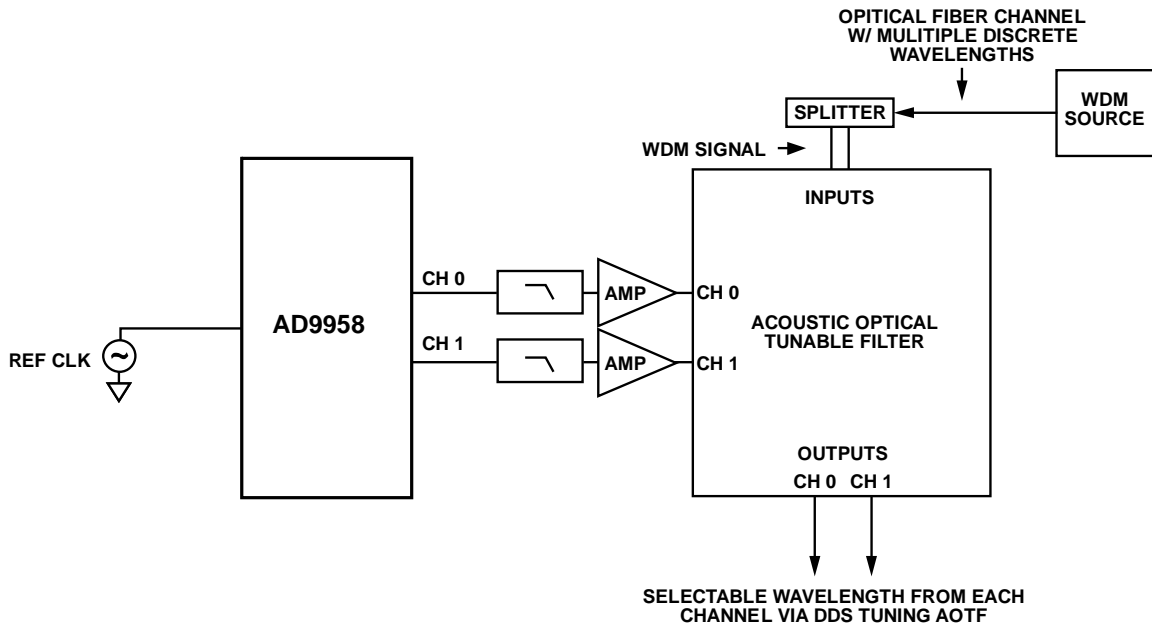 OPITICAL FIBER CHANNEL
W/ MULITIPLE DISCRETE
WAVELENGTHS
WDM
SOURCE
SPLITTER
WDM SIGNAL
INPUTS
CH 0
AMP
CH 0
AD9958
ACOUSTIC OPTICAL
TUNABLE FILTER
CH 1
AMP
CH 1
REF CLK
OUTPUTS
CH 0 CH 1
SELECTABLE WAVELENGTH FROM EACH
CHANNEL VIA DDS TUNING AOTF